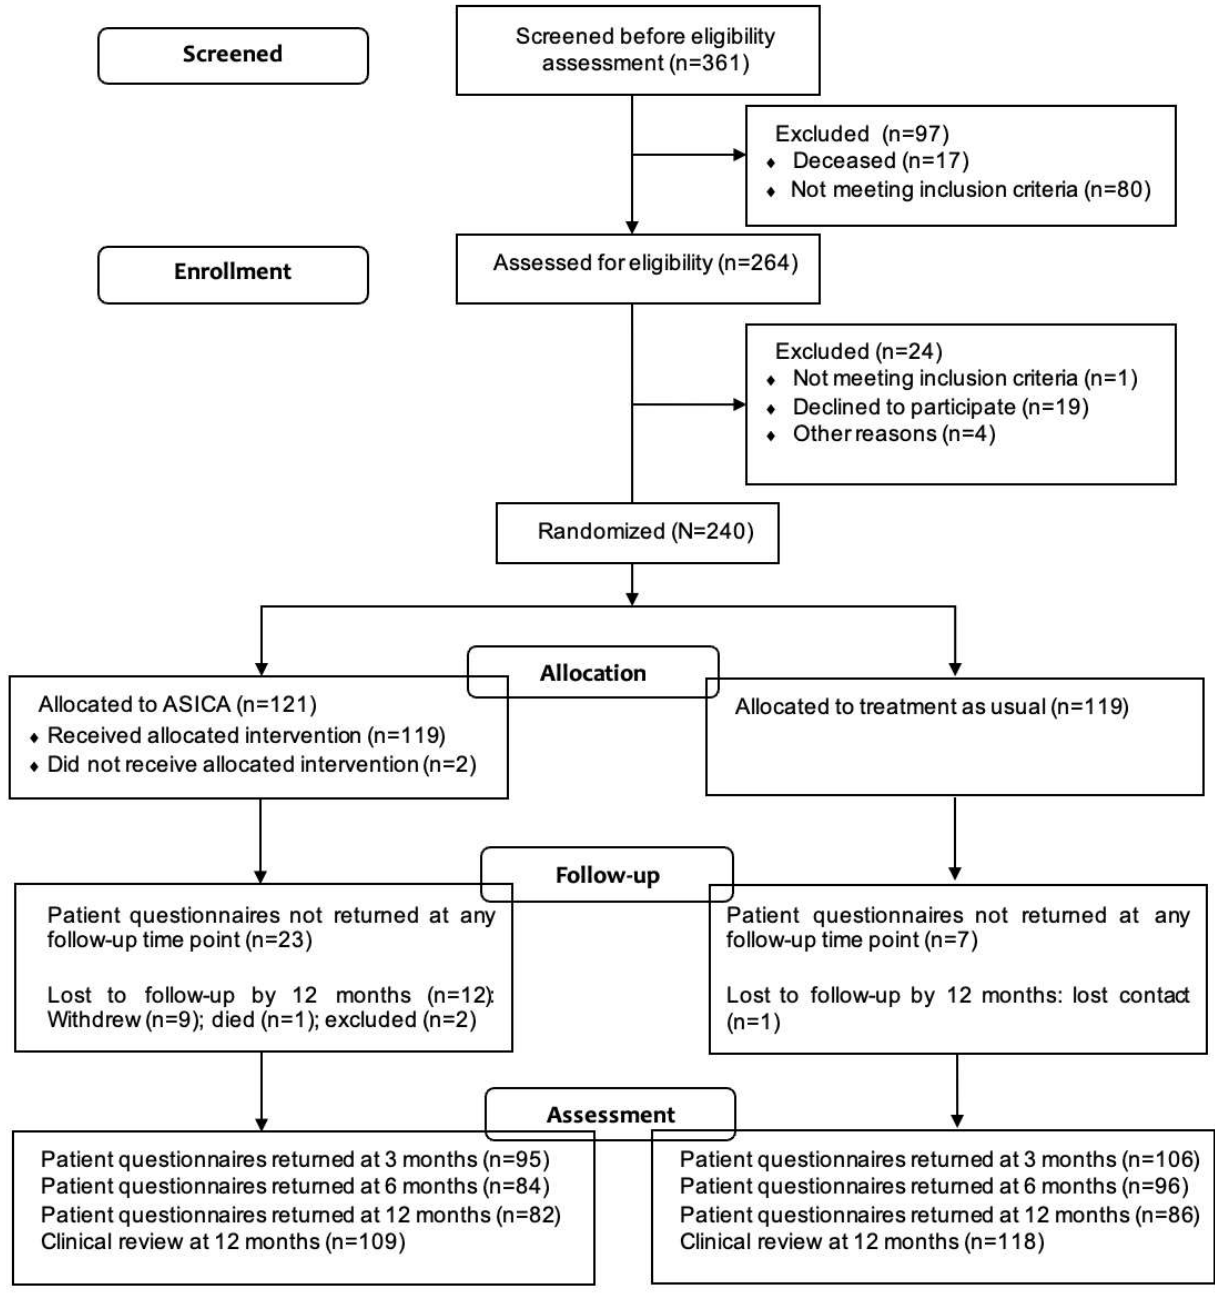 Screened
Screened before eligibility
assessment (n=361)
Excluded (n=97)
♦ Deceased (n=17)
♦ Not meeting inclusion criteria (n=80)
Enrollment
Assessed for eligibility (n=264)
Excluded (n=24)
♦ Not meeting inclusion criteria (n=1)
♦ Declined to participate (n=19)
♦ Other reasons (n=4)
Randomized (N=240)
Allocation
Allocated to ASICA (n=121)
♦ Received allocated intervention (n=119)
♦ Did not receive allocated intervention (n=2)
Allocated to treatment as usual (n=119)
Follow-up
Patient questionnaires not returned at any
follow-up time point (n=23)
Lost to follow-up by 12 months (n=12):
Withdrew (n=9); died (n=1); excluded (n=2)
Patient questionnaires not returned at any
follow-up time point (n=7)
Lost to follow-up by 12 months: lost contact
(n=1)
Assessment
Patient questionnaires returned at 3 months (n=95)
Patient questionnaires returned at 6 months (n=84)
Patient questionnaires returned at 12 months (n=82)
Clinical review at 12 months (n=109)
Patient questionnaires returned at 3 months (n=106)
Patient questionnaires returned at 6 months (n=96)
Patient questionnaires returned at 12 months (n=86)
Clinical review at 12 months (n=118)